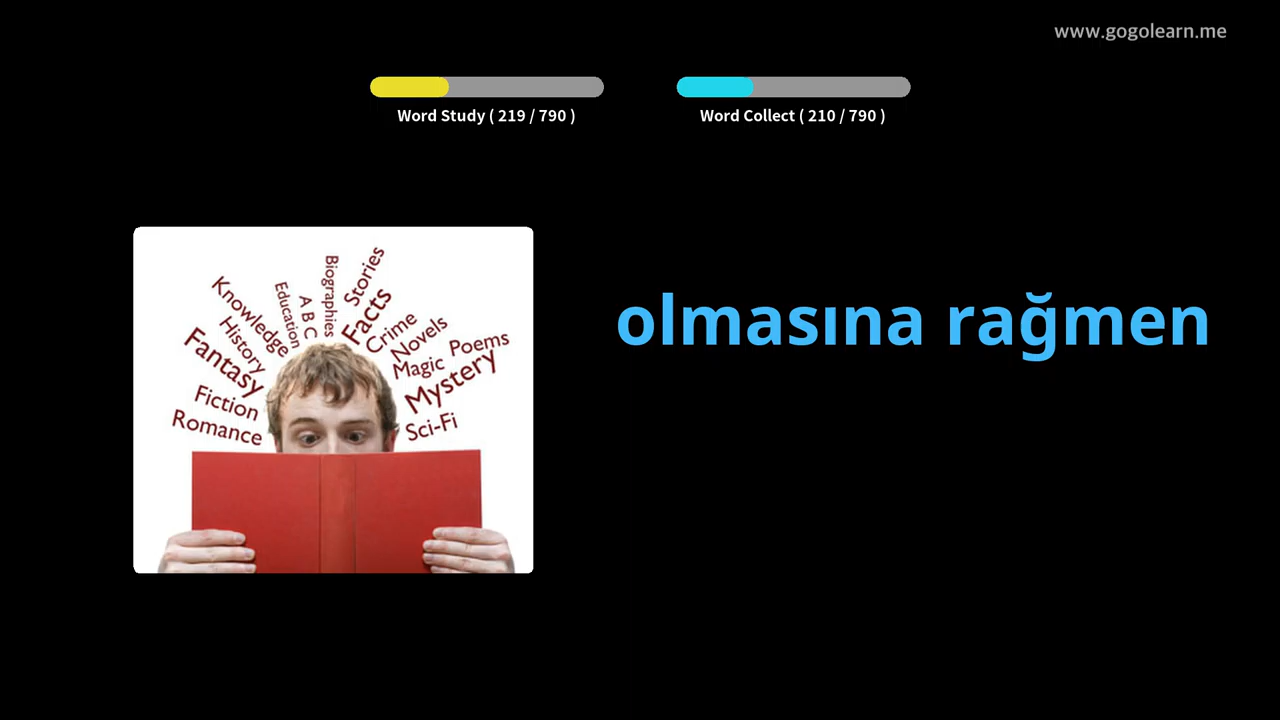 www.gogolearn.me
Word Study ( 219 / 790 )
Word Collect ( 210 / 790 )
olmasına rağmen
Biographies
Stories
Education
A B C
Facts
Knowledge
Crime
History
Novels
Poems
Fantasy
Magic
Mystery
Fiction
Romance
Sci-Fi